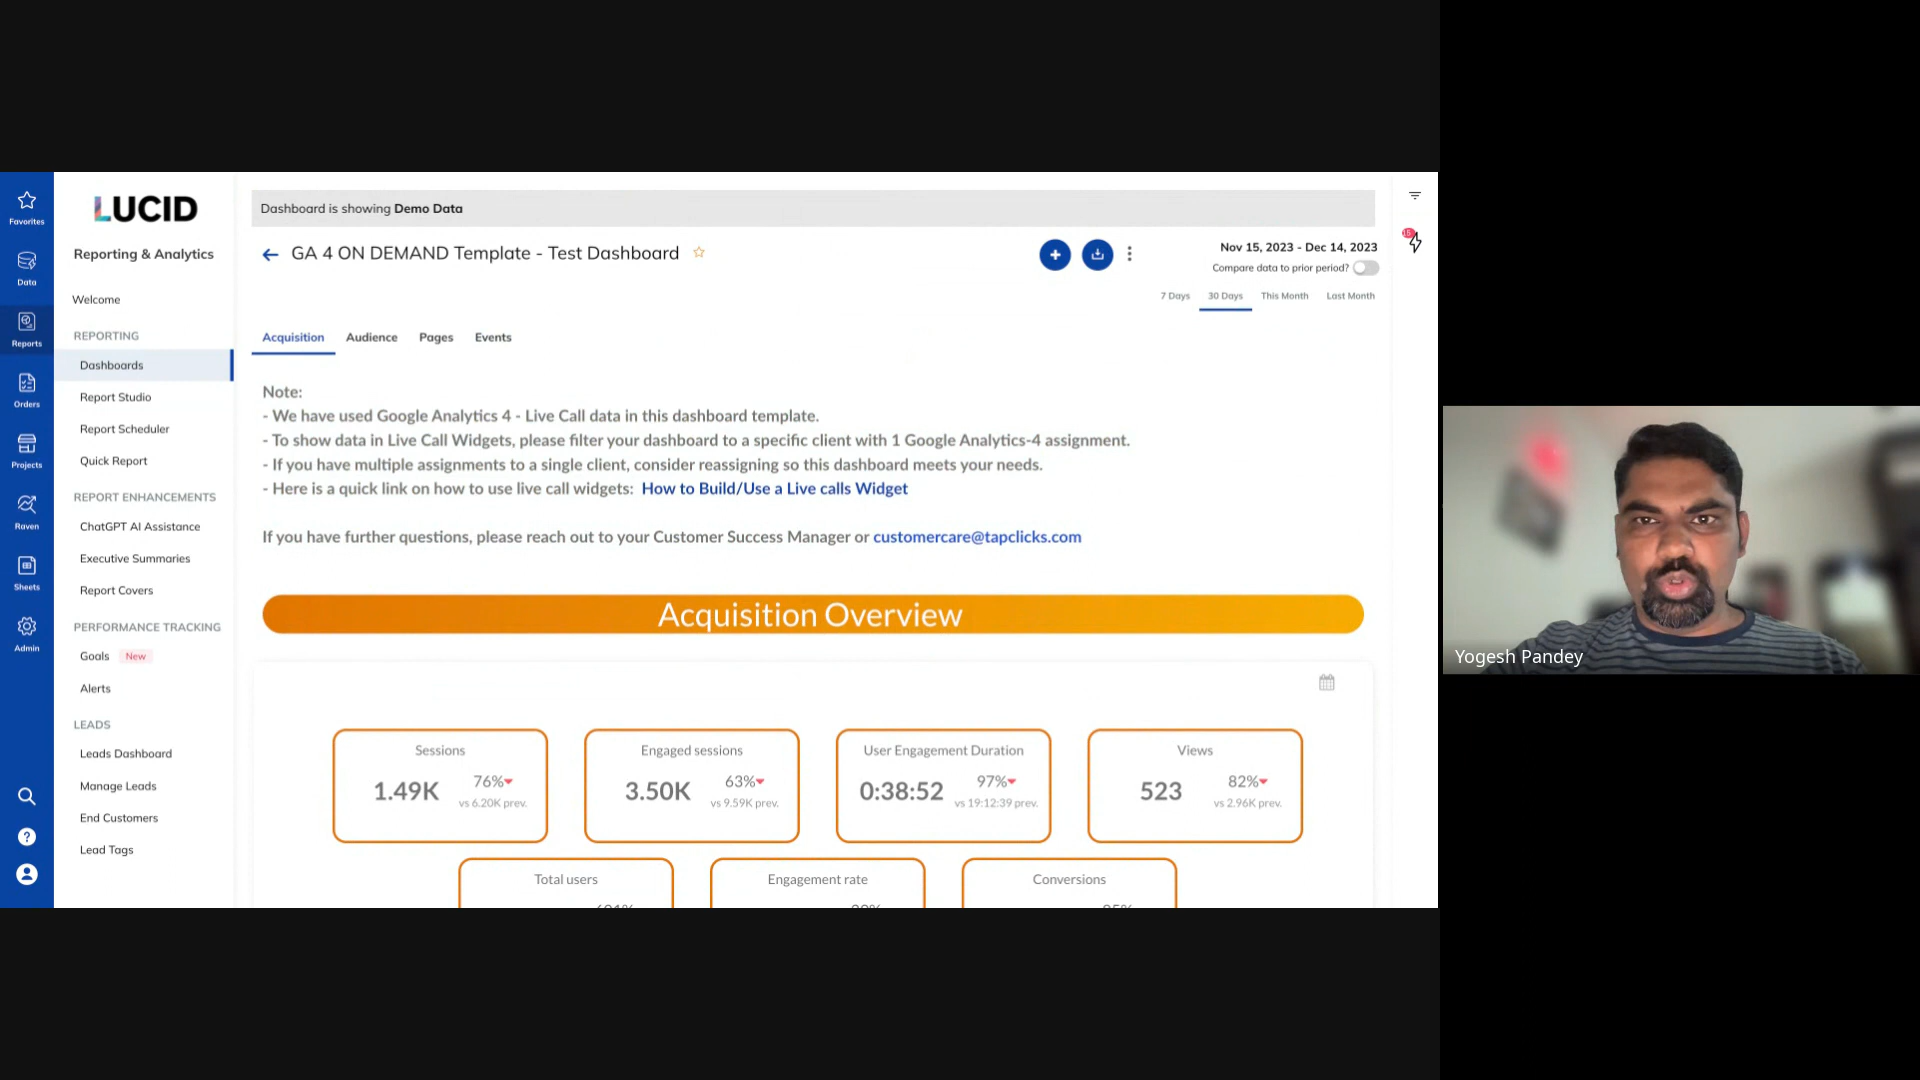 Favorites
Data
Reports
Orders
Projects
Raven
Sheets
Admin
?
LUCID
Reporting & Analytics
Welcome
REPORTING
Dashboards
Report Studio
Report Scheduler
Quick Report
REPORT ENHANCEMENTS
ChatGPT AI Assistance
Executive Summaries
Report Covers
PERFORMANCE TRACKING
Goals New
Alerts
LEADS
Leads Dashboard
Manage Leads
End Customers
Lead Tags
Dashboard is showing Demo Data
GA 4 ON DEMAND Template - Test Dashboard
Nov 15, 2023 - Dec 14, 2023
Compare data to prior period?
7 Days 30 Days This Month Last Month
15
Acquisition Audience Pages Events
Note:
- We have used Google Analytics 4 - Live Call data in this dashboard template.
- To show data in Live Call Widgets, please filter your dashboard to a specific client with 1 Google Analytics-4 assignment.
- If you have multiple assignments to a single client, consider reassigning so this dashboard meets your needs.
- Here is a quick link on how to use live call widgets: How to Build/Use a Live calls Widget
If you have further questions, please reach out to your Customer Success Manager or customercare@tapclicks.com
Acquisition Overview
Sessions
1.49K 76%
vs 6.20K prev.
Engaged sessions
3.50K 63%
vs 9.59K prev.
User Engagement Duration
0:38:52 97%
vs 19:12:39 prev.
Views
523 82%
vs 2.96K prev.
Total users
Engagement rate
Conversions
Yogesh Pandey